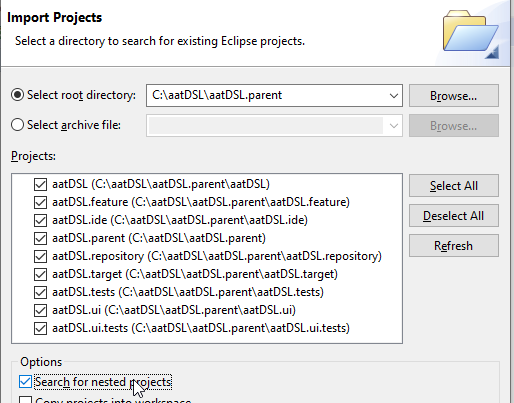 Import Projects
Select a directory to search for existing Eclipse projects.
Select root directory: C:\aatDSL\aatDSL.parent Browse...
Select archive file: Browse...
Projects:
aatDSL (C:\aatDSL\aatDSL.parent\aatDSL)
aatDSL.feature (C:\aatDSL\aatDSL.parent\aatDSL.feature)
aatDSL.ide (C:\aatDSL\aatDSL.parent\aatDSL.ide)
aatDSL.parent (C:\aatDSL\aatDSL.parent)
aatDSL.repository (C:\aatDSL\aatDSL.parent\aatDSL.repository)
aatDSL.target (C:\aatDSL\aatDSL.parent\aatDSL.target)
aatDSL.tests (C:\aatDSL\aatDSL.parent\aatDSL.tests)
aatDSL.ui (C:\aatDSL\aatDSL.parent\aatDSL.ui)
aatDSL.ui.tests (C:\aatDSL\aatDSL.parent\aatDSL.ui.tests)
Select All
Deselect All
Refresh
Options
Search for nested projects
Copy projects into workspace